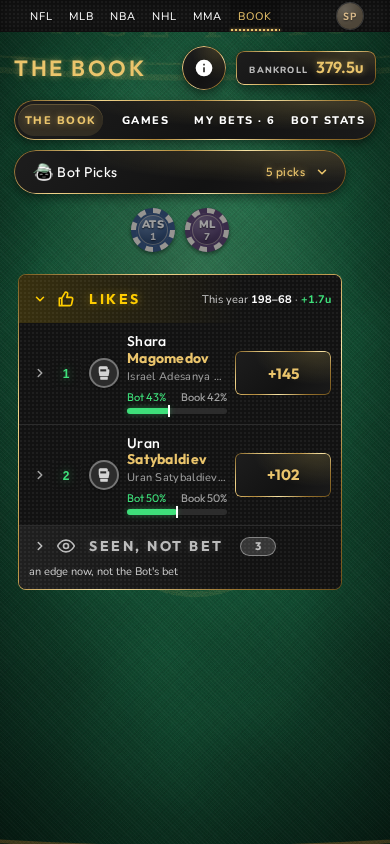 NFL MLB NBA NHL MMA BOOK SP
THE BOOK
BANKROLL 379.5u
THE BOOK GAMES MY BETS · 6 BOT STATS
Bot Picks 5 picks
ATS ML
1 7
LIKES This year 198–68 · +1.7u
Shara
Magomedov
1 Israel Adesanya ... +145
Bot 43% Book 42%
Uran
Satybaldiev
2 Uran Satybaldiev... +102
Bot 50% Book 50%
SEEN, NOT BET 3
an edge now, not the Bot's bet